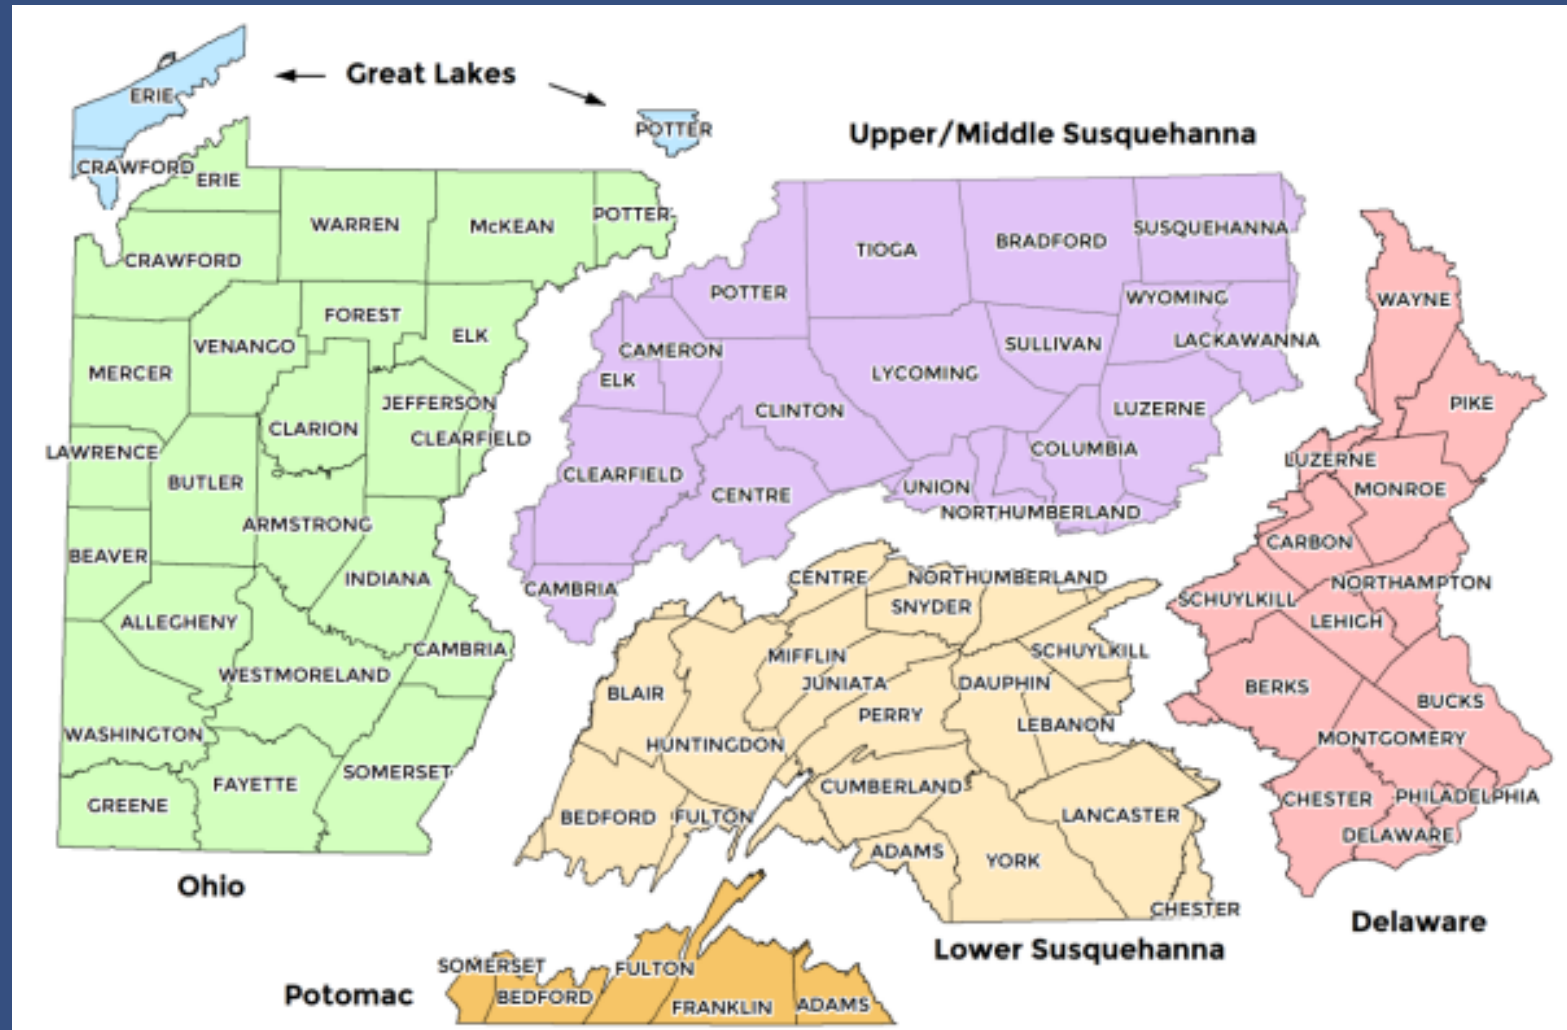 Great Lakes
ERIE
CRAWFORD
POTTER
Upper/Middle Susquehanna
ERIE
WARREN
McKEAN
POTTER
CRAWFORD
FOREST
VENANGO
ELK
MERCER
JEFFERSON
CLARION
CLEARFIELD
LAWRENCE
BUTLER
ARMSTRONG
BEAVER
INDIANA
ALLEGHENY
CAMBRIA
WESTMORELAND
WASHINGTON
SOMERSET
FAYETTE
GREENE
Ohio
SUSQUEHANNA
BRADFORD
TIOGA
POTTER
WYOMING
LACKAWANNA
SULLIVAN
CAMERON
LYCOMING
ELK
CLINTON
LUZERNE
COLUMBIA
CLEARFIELD
UNION
CENTRE
NORTHUMBERLAND
CAMBRIA
CENTRE
NORTHUMBERLAND
SNYDER
SCHUYLKILL
MIFFLIN
JUNIATA
DAUPHIN
BLAIR
PERRY
LEBANON
HUNTINGDON
CUMBERLAND
BEDFORD
FULTON
LANCASTER
ADAMS
YORK
CHESTER
Lower Susquehanna
WAYNE
PIKE
LUZERNE
MONROE
CARBON
NORTHAMPTON
SCHUYLKILL
LEHIGH
BERKS
BUCKS
MONTGOMERY
CHESTER
PHILADELPHIA
DELAWARE
Delaware
SOMERSET
FULTON
BEDFORD
FRANKLIN
ADAMS
Potomac